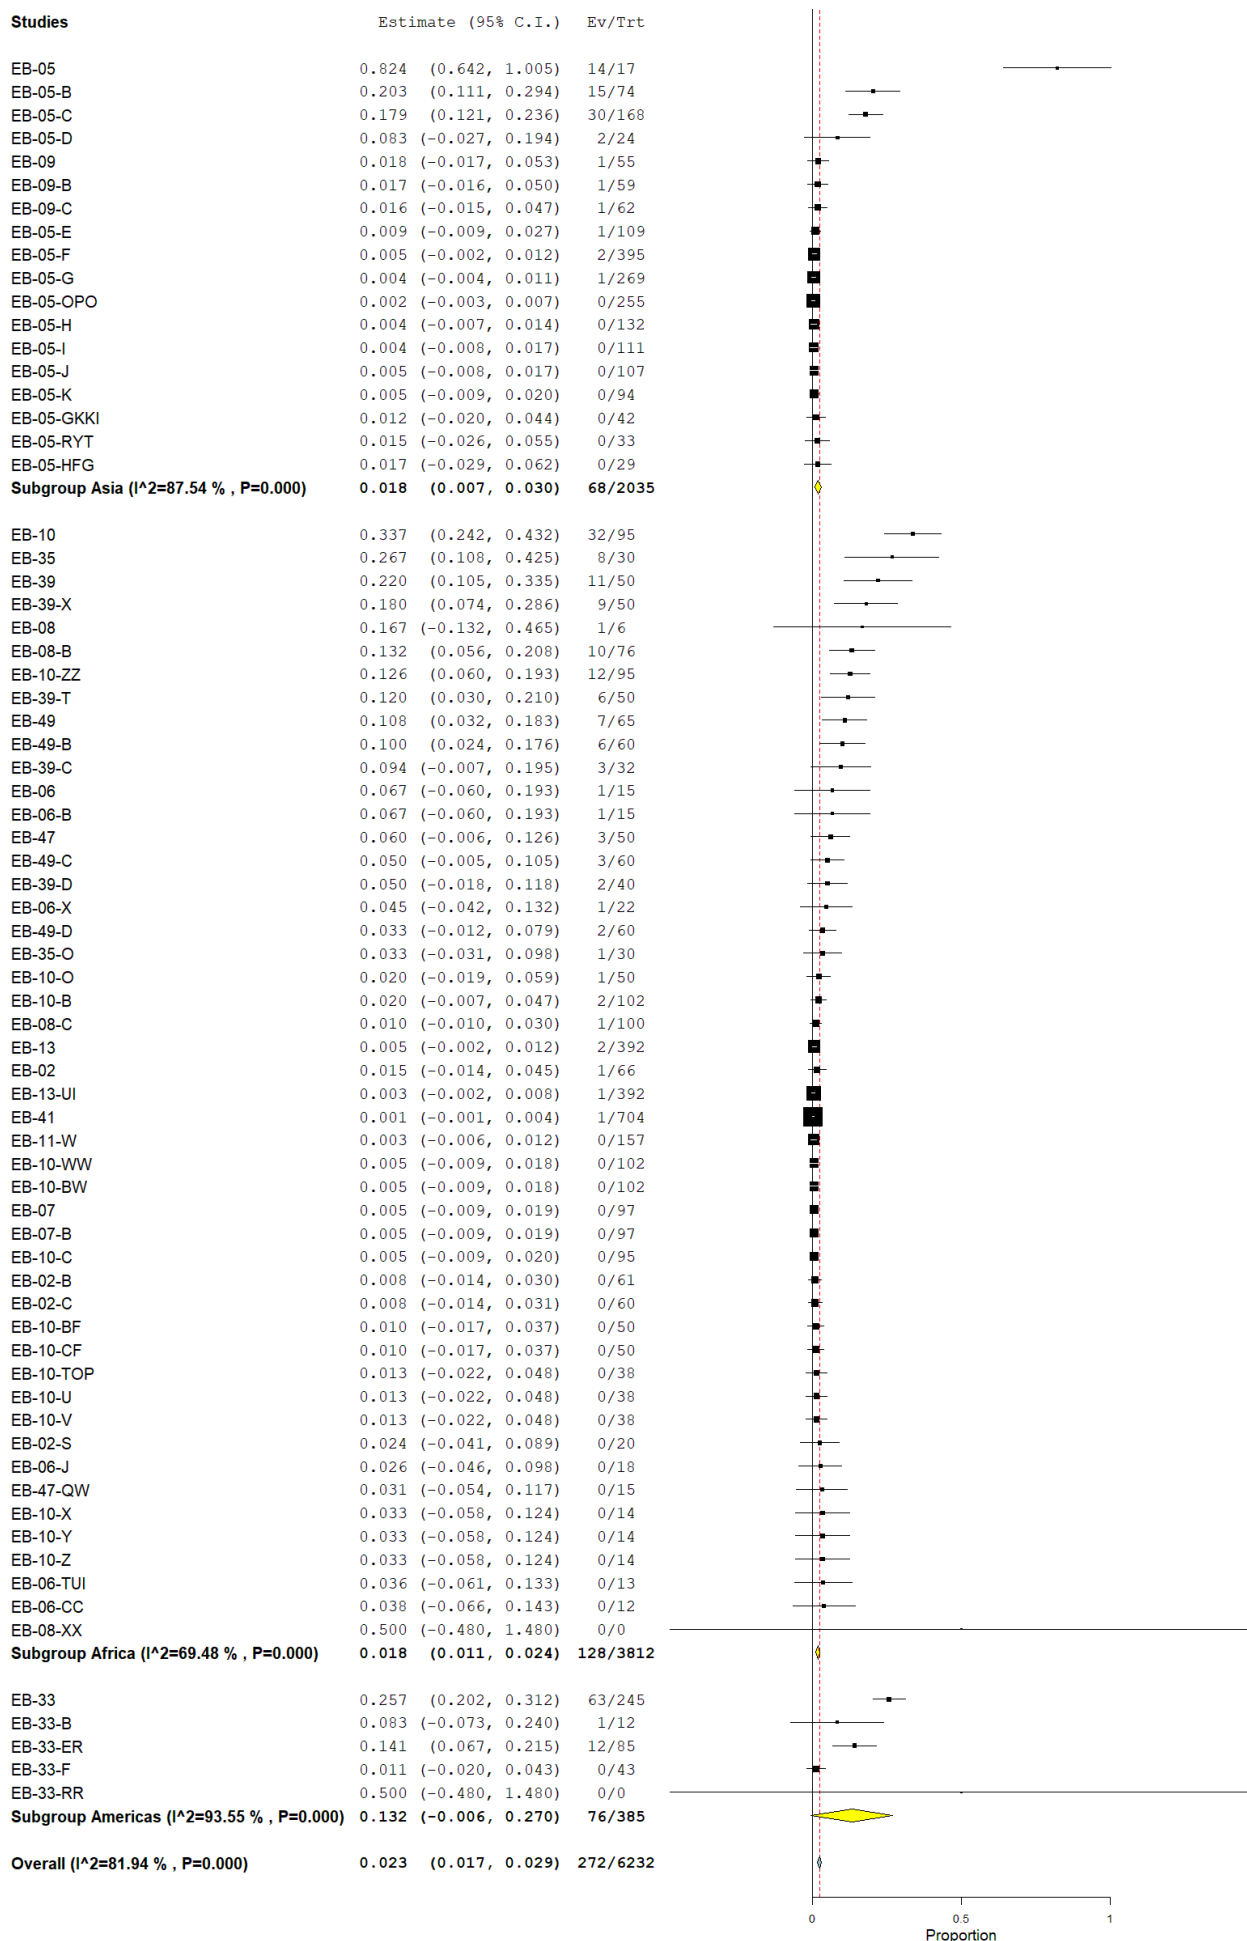 Studies Estimate (95% C.I.) Ev/Trt
EB-05 0.824 (0.642, 1.005) 14/17
EB-05-B 0.203 (0.111, 0.294) 15/74
EB-05-C 0.179 (0.121, 0.236) 30/168
EB-05-D 0.083 (-0.027, 0.194) 2/24
EB-09 0.018 (-0.017, 0.053) 1/55
EB-09-B 0.017 (-0.016, 0.050) 1/59
EB-09-C 0.016 (-0.015, 0.047) 1/62
EB-05-E 0.009 (-0.009, 0.027) 1/109
EB-05-F 0.005 (-0.002, 0.012) 2/395
EB-05-G 0.004 (-0.004, 0.011) 1/269
EB-05-OPO 0.002 (-0.003, 0.007) 0/255
EB-05-H 0.004 (-0.007, 0.014) 0/132
EB-05-I 0.004 (-0.008, 0.017) 0/111
EB-05-J 0.005 (-0.008, 0.017) 0/107
EB-05-K 0.005 (-0.009, 0.020) 0/94
EB-05-GKKI 0.012 (-0.020, 0.044) 0/42
EB-05-RYT 0.015 (-0.026, 0.055) 0/33
EB-05-HFG 0.017 (-0.029, 0.062) 0/29
Subgroup Asia (I^2=87.54 % , P=0.000) 0.018 (0.007, 0.030) 68/2035
EB-10 0.337 (0.242, 0.432) 32/95
EB-35 0.267 (0.108, 0.425) 8/30
EB-39 0.220 (0.105, 0.335) 11/50
EB-39-X 0.180 (0.074, 0.286) 9/50
EB-08 0.167 (-0.132, 0.465) 1/6
EB-08-B 0.132 (0.056, 0.208) 10/76
EB-10-ZZ 0.126 (0.060, 0.193) 12/95
EB-39-T 0.120 (0.030, 0.210) 6/50
EB-49 0.108 (0.032, 0.183) 7/65
EB-49-B 0.100 (0.024, 0.176) 6/60
EB-39-C 0.094 (-0.007, 0.195) 3/32
EB-06 0.067 (-0.060, 0.193) 1/15
EB-06-B 0.067 (-0.060, 0.193) 1/15
EB-47 0.060 (-0.006, 0.126) 3/50
EB-49-C 0.050 (-0.005, 0.105) 3/60
EB-39-D 0.050 (-0.018, 0.118) 2/40
EB-06-X 0.045 (-0.042, 0.132) 1/22
EB-49-D 0.033 (-0.012, 0.079) 2/60
EB-35-O 0.033 (-0.031, 0.098) 1/30
EB-10-O 0.020 (-0.019, 0.059) 1/50
EB-10-B 0.020 (-0.007, 0.047) 2/102
EB-08-C 0.010 (-0.010, 0.030) 1/100
EB-13 0.005 (-0.002, 0.012) 2/392
EB-02 0.015 (-0.014, 0.045) 1/66
EB-13-UI 0.003 (-0.002, 0.008) 1/392
EB-41 0.001 (-0.001, 0.004) 1/704
EB-11-W 0.003 (-0.006, 0.012) 0/157
EB-10-WW 0.005 (-0.009, 0.018) 0/102
EB-10-BW 0.005 (-0.009, 0.018) 0/102
EB-07 0.005 (-0.009, 0.019) 0/97
EB-07-B 0.005 (-0.009, 0.019) 0/97
EB-10-C 0.005 (-0.009, 0.020) 0/95
EB-02-B 0.008 (-0.014, 0.030) 0/61
EB-02-C 0.008 (-0.014, 0.031) 0/60
EB-10-BF 0.010 (-0.017, 0.037) 0/50
EB-10-CF 0.010 (-0.017, 0.037) 0/50
EB-10-TOP 0.013 (-0.022, 0.048) 0/38
EB-10-U 0.013 (-0.022, 0.048) 0/38
EB-10-V 0.013 (-0.022, 0.048) 0/38
EB-02-S 0.024 (-0.041, 0.089) 0/20
EB-06-J 0.026 (-0.046, 0.098) 0/18
EB-47-QW 0.031 (-0.054, 0.117) 0/15
EB-10-X 0.033 (-0.058, 0.124) 0/14
EB-10-Y 0.033 (-0.058, 0.124) 0/14
EB-10-Z 0.033 (-0.058, 0.124) 0/14
EB-06-TUI 0.036 (-0.061, 0.133) 0/13
EB-06-CC 0.038 (-0.066, 0.143) 0/12
EB-08-XX 0.500 (-0.480, 1.480) 0/0
Subgroup Africa (I^2=69.48 % , P=0.000) 0.018 (0.011, 0.024) 128/3812
EB-33 0.257 (0.202, 0.312) 63/245
EB-33-B 0.083 (-0.073, 0.240) 1/12
EB-33-ER 0.141 (0.067, 0.215) 12/85
EB-33-F 0.011 (-0.020, 0.043) 0/43
EB-33-RR 0.500 (-0.480, 1.480) 0/0
Subgroup Americas (I^2=93.55 % , P=0.000) 0.132 (-0.006, 0.270) 76/385
Overall (I^2=81.94 % , P=0.000) 0.023 (0.017, 0.029) 272/6232
0 0.5 1
Proportion